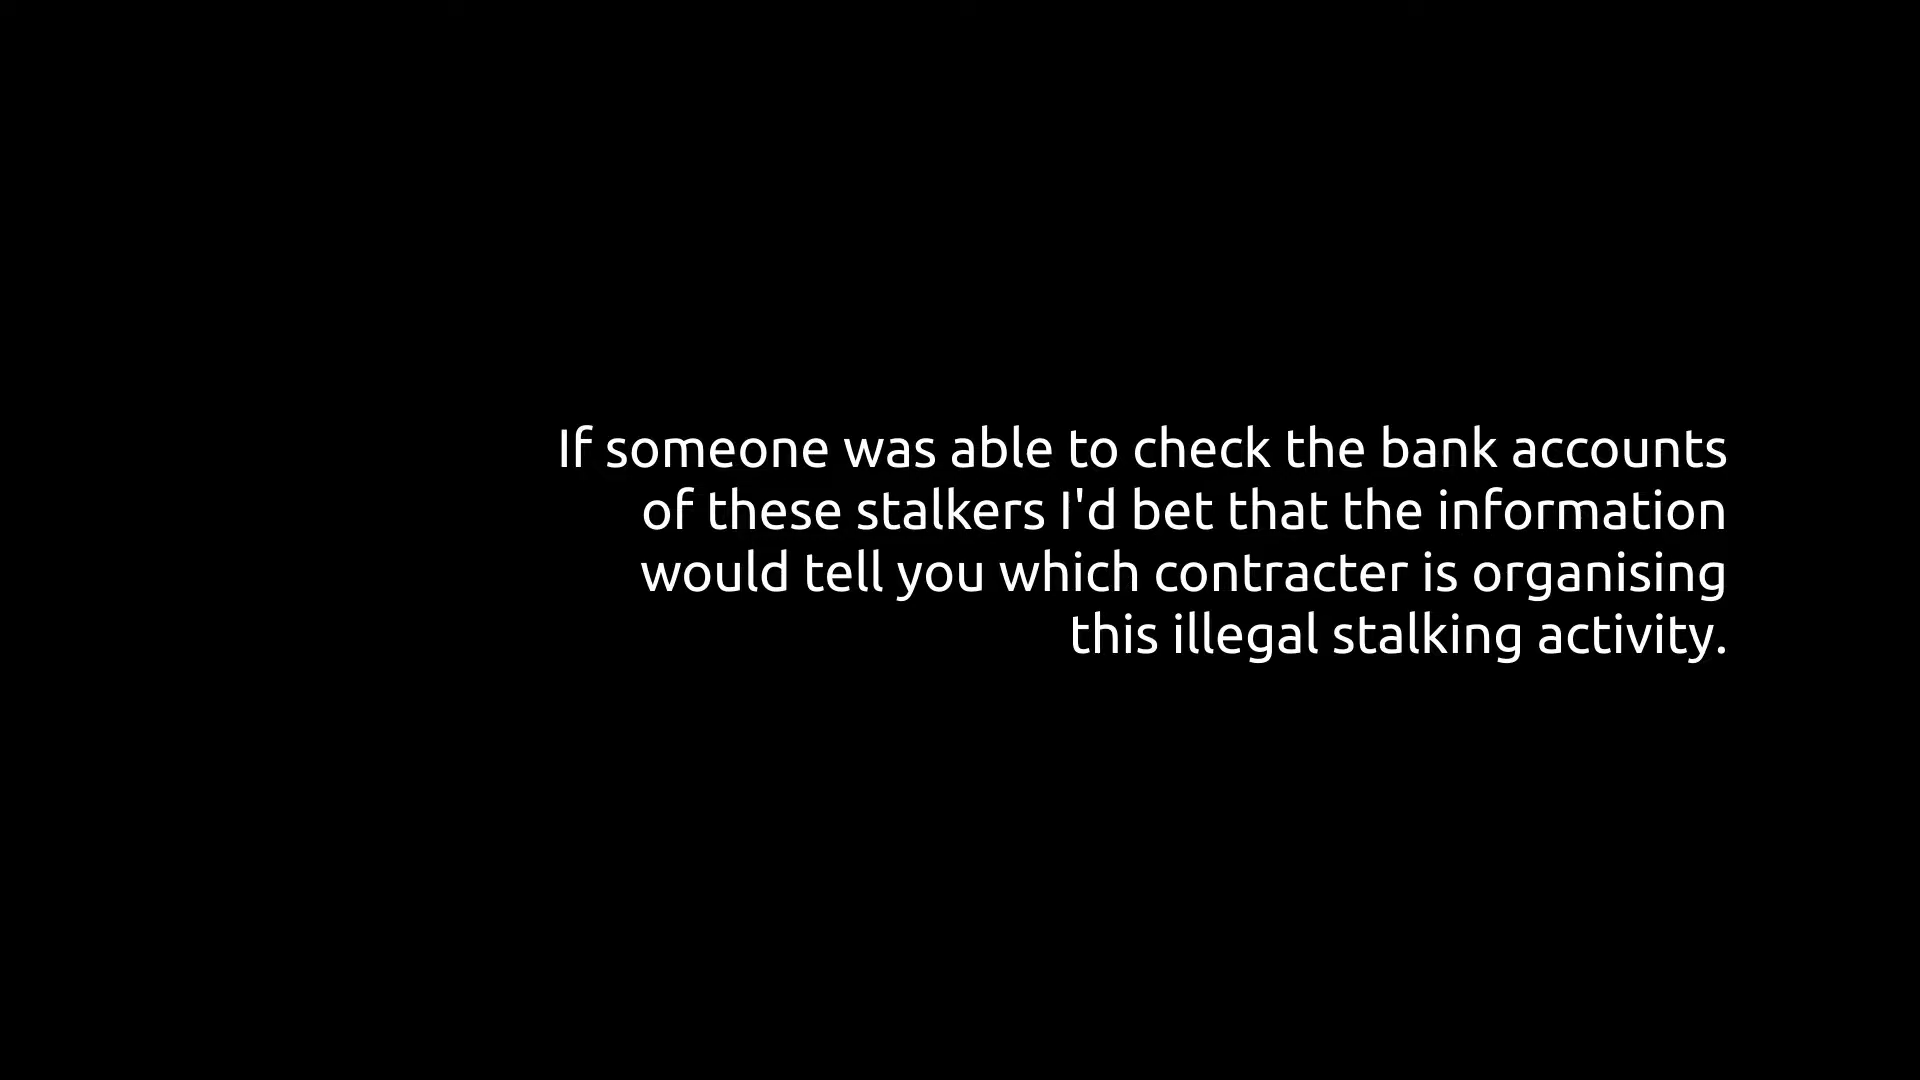 If someone was able to check the bank accounts
of these stalkers I'd bet that the information
would tell you which contracter is organising
this illegal stalking activity.